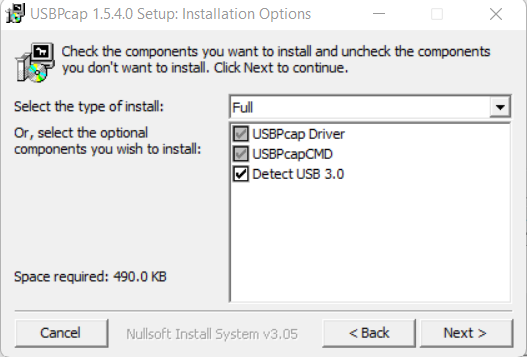 USBPcap 1.5.4.0 Setup: Installation Options
Check the components you want to install and uncheck the components
you don't want to install. Click Next to continue.
Select the type of install:
Full
Or, select the optional
components you wish to install:
USBPcap Driver
USBPcapCMD
Detect USB 3.0
Space required: 490.0 KB
Cancel
Nullsoft Install System v3.05
< Back
Next >